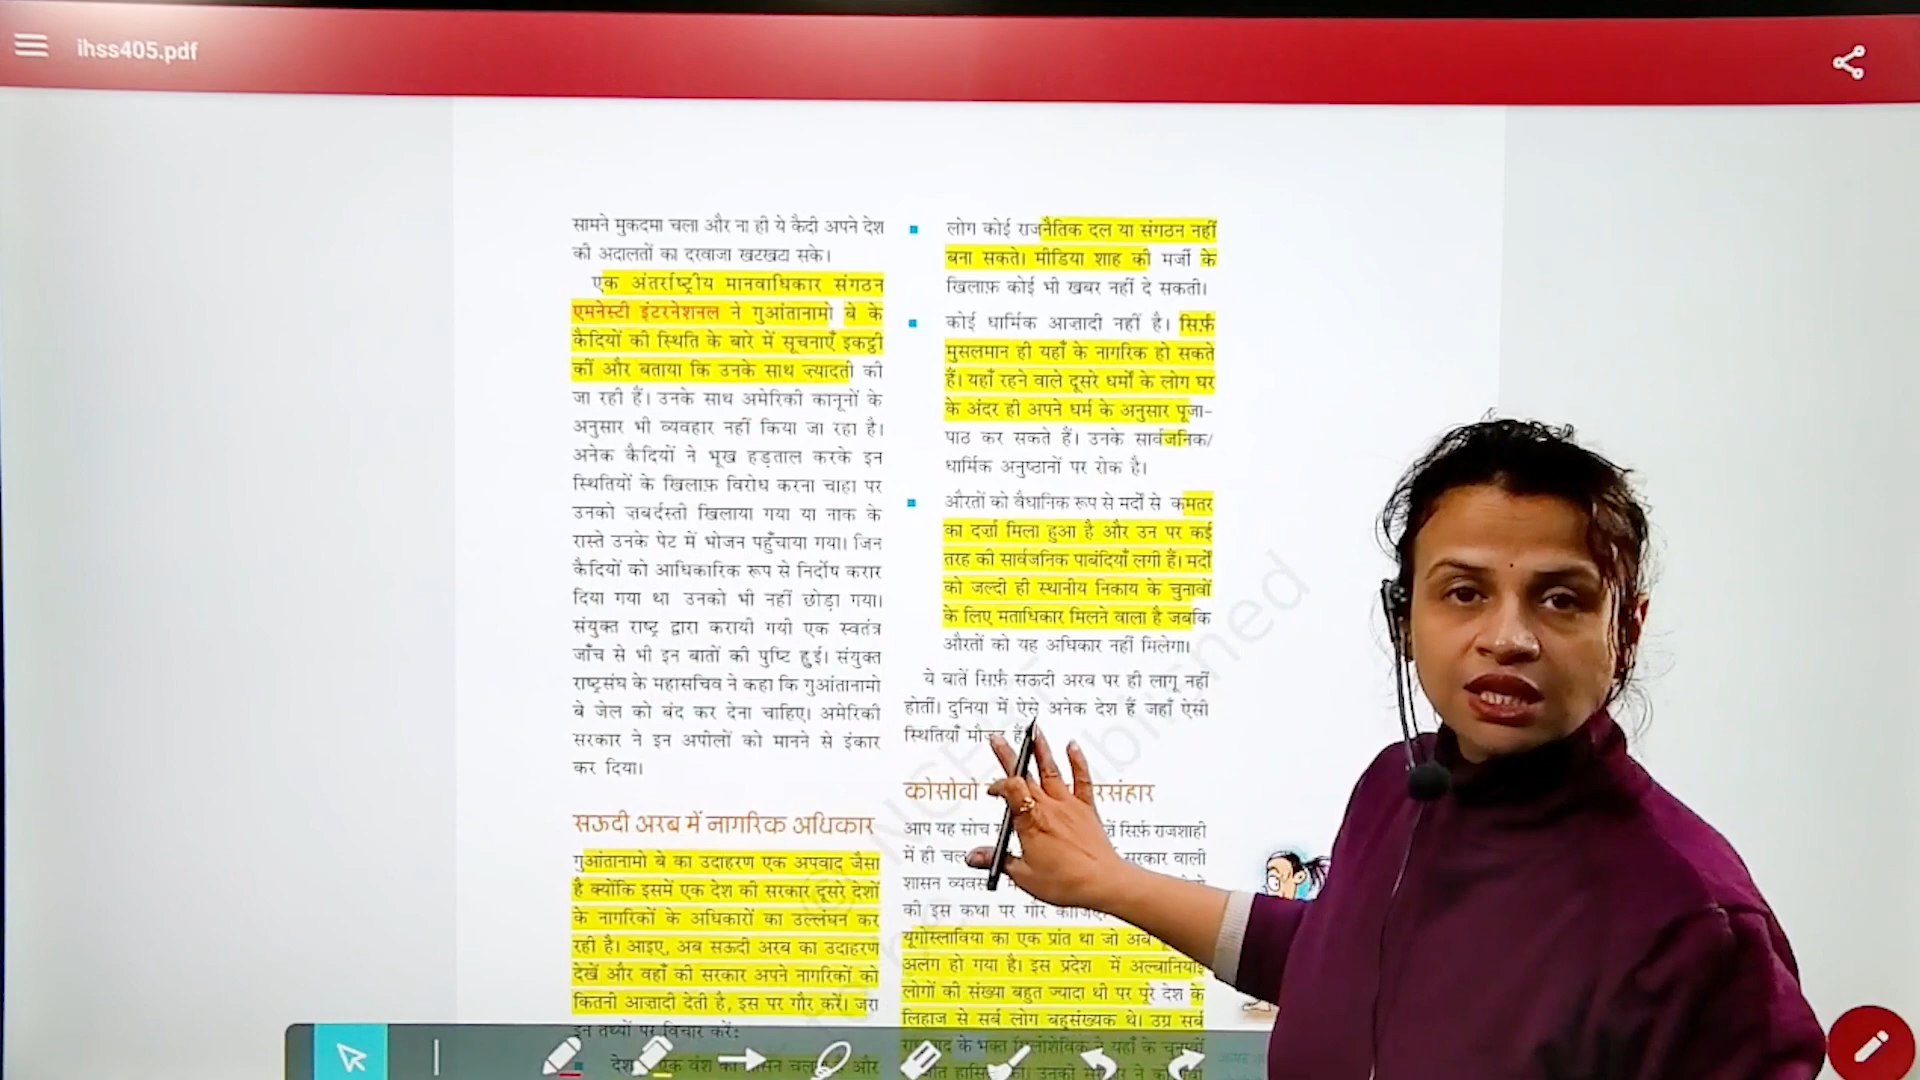 ihss405.pdf
सामने मुकदमा चला और ना ही ये कैदी अपने देश
की अदालतों का दरवाजा खटखटा सके।
एक अंतर्राष्ट्रीय मानवाधिकार संगठन
एमनेस्टी इंटरनेशनल ने गुआंतानामो बे के
कैदियों की स्थिति के बारे में सूचनाएँ इकट्ठी
कीं और बताया कि उनके साथ ज़्यादती की
जा रही हैं। उनके साथ अमेरिकी कानूनों के
अनुसार भी व्यवहार नहीं किया जा रहा है।
अनेक कैदियों ने भूख हड़ताल करके इन
स्थितियों के खिलाफ़ विरोध करना चाहा पर
उनको ज़बर्दस्ती खिलाया गया या नाक के
रास्ते उनके पेट में भोजन पहुँचाया गया। जिन
कैदियों को आधिकारिक रूप से निर्दोष करार
दिया गया था उनको भी नहीं छोड़ा गया।
संयुक्त राष्ट्र द्वारा करायी गयी एक स्वतंत्र
जाँच से भी इन बातों की पुष्टि हुई। संयुक्त
राष्ट्रसंघ के महासचिव ने कहा कि गुआंतानामो
बे जेल को बंद कर देना चाहिए। अमेरिकी
सरकार ने इन अपीलों को मानने से इंकार
कर दिया।
सऊदी अरब में नागरिक अधिकार
गुआंतानामो बे का उदाहरण एक अपवाद जैसा
है क्योंकि इसमें एक देश की सरकार दूसरे देशों
के नागरिकों के अधिकारों का उल्लंघन कर
रही है। आइए, अब सऊदी अरब का उदाहरण
देखें और वहाँ की सरकार अपने नागरिकों को
कितनी आज़ादी देती है, इस पर गौर करें। जरा
इन तथ्यों पर विचार करें:
देश एक वंश का शासन और
लोग कोई राजनैतिक दल या संगठन नहीं
बना सकते। मीडिया शाह की मर्जी के
खिलाफ़ कोई भी खबर नहीं दे सकती।
कोई धार्मिक आज़ादी नहीं है। सिर्फ़
मुसलमान ही यहाँ के नागरिक हो सकते
हैं। यहाँ रहने वाले दूसरे धर्मों के लोग घर
के अंदर ही अपने धर्म के अनुसार पूजा-
पाठ कर सकते हैं। उनके सार्वजनिक/
धार्मिक अनुष्ठानों पर रोक है।
औरतों को वैधानिक रूप से मर्दों से कमतर
का दर्ज़ा मिला हुआ है और उन पर कई
तरह की सार्वजनिक पाबंदियाँ लगी हैं। मर्दों
को जल्दी ही स्थानीय निकाय के चुनावों
के लिए मताधिकार मिलने वाला है जबकि
औरतों को यह अधिकार नहीं मिलेगा।
ये बातें सिर्फ़ सऊदी अरब पर ही लागू नहीं
होतीं। दुनिया में ऐसे अनेक देश हैं जहाँ ऐसी
स्थितियाँ मौजूद हैं
कोसोवो
आप यह सोच सिर्फ़ राजशाही
में ही सरकार वाली
शासन
की इस कथा पर गौर कीजिए
यूगोस्लाविया का एक प्रांत था जो अब
अलग हो गया है। इस प्रदेश में अल्बानियाई
लोगों की संख्या बहुत ज्यादा थी पर पूरे देश के
लिहाज से सर्ब लोग बहुसंख्यक थे। उग्र सर्ब
के भक्त ने यहाँ के